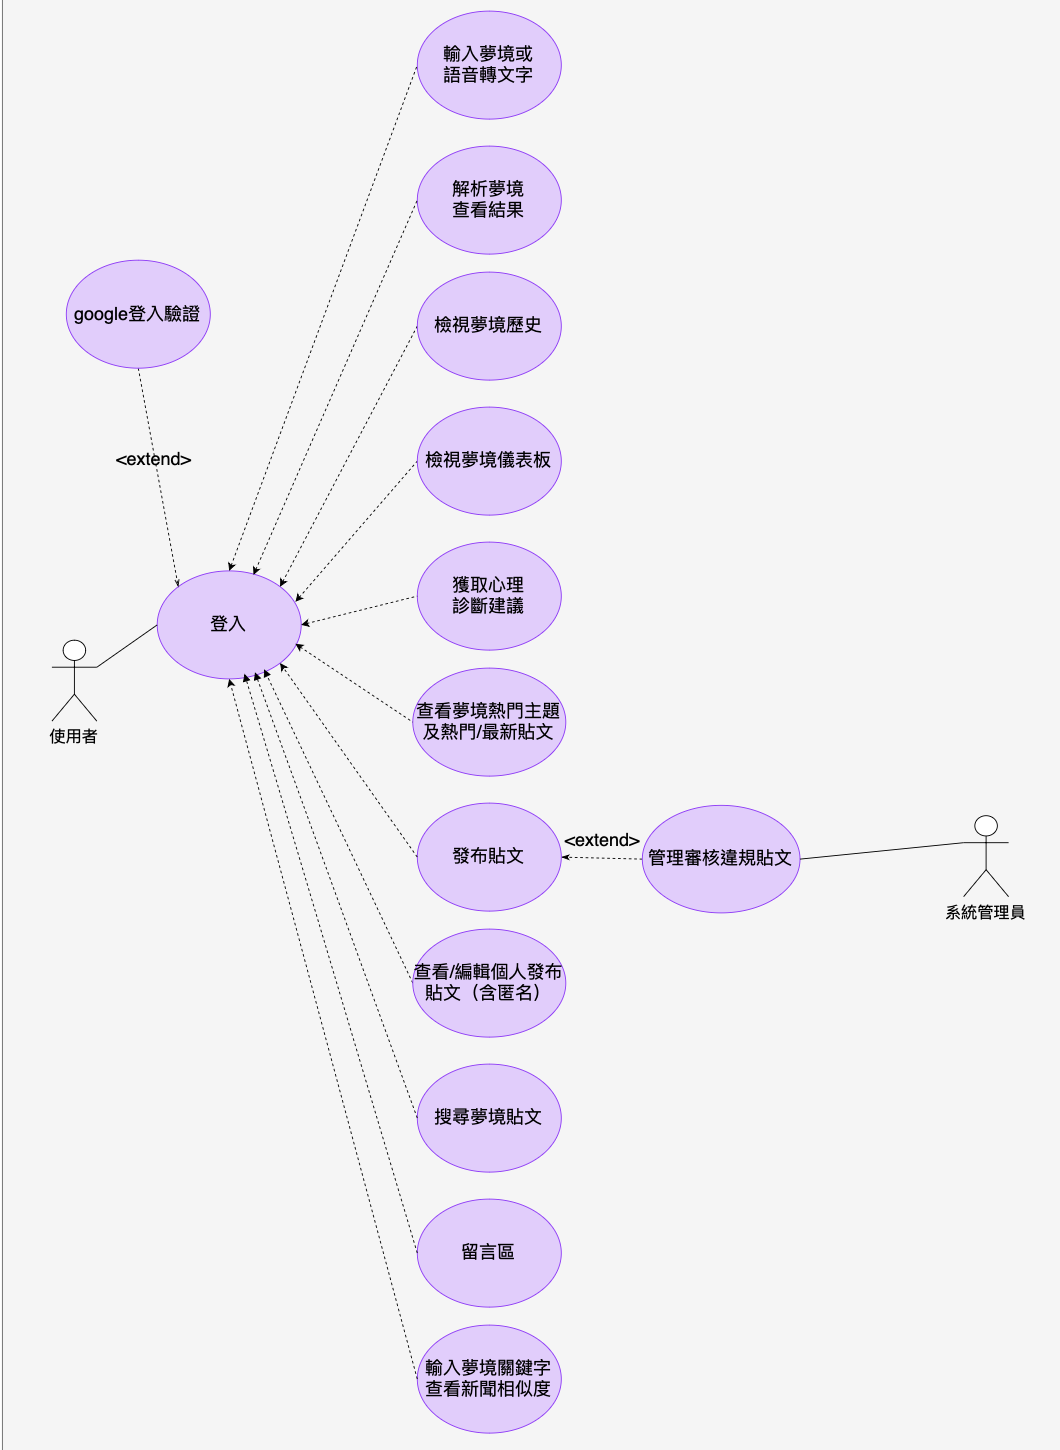 輸入夢境或
語音轉文字
解析夢境
查看結果
google登入驗證
檢視夢境歷史
<extend>
檢視夢境儀表板
獲取心理
診斷建議
登入
使用者
查看夢境熱門主題
及熱門/最新貼文
發布貼文
<extend>
管理審核違規貼文
系統管理員
查看/編輯個人發布
貼文（含匿名）
搜尋夢境貼文
留言區
輸入夢境關鍵字
查看新聞相似度